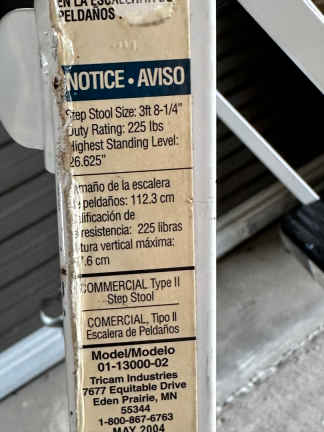 EN LA ESCALERA DE
PELDAÑOS.
NOTICE • AVISO
Step Stool Size: 3ft 8-1/4"
Duty Rating: 225 lbs
Highest Standing Level:
26.625"
maño de la escalera
peldaños: 112.3 cm
lificación de
resistencia: 225 libras
tura vertical máxima:
.6 cm
COMMERCIAL Type II
Step Stool
COMERCIAL, Tipo II
Escalera de Peldaños
Model/Modelo
01-13000-02
Tricam Industries
7677 Equitable Drive
Eden Prairie, MN
55344
1-800-867-6763
MAY 2004